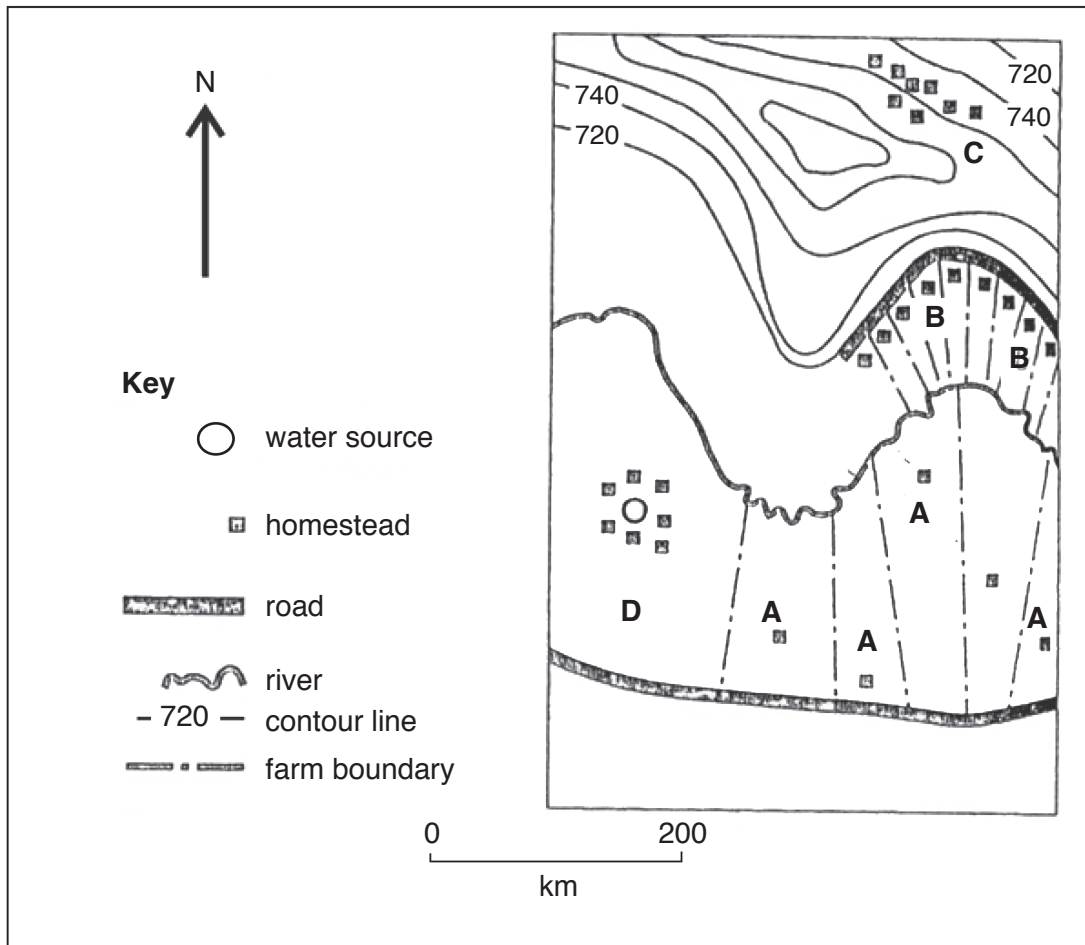 N
Key
water source
homestead
road
river
720
contour line
farm boundary
720
740
740
720
C
B
B
A
A
A
A
D
0
200
km